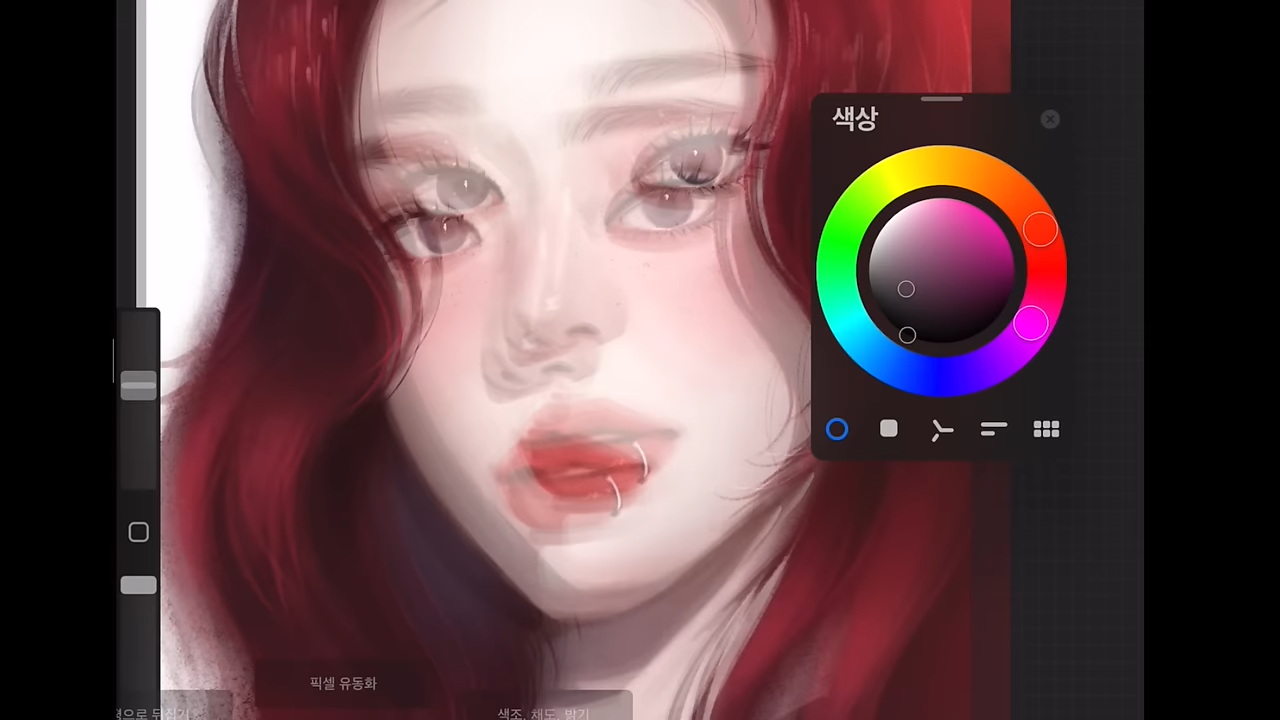 색상
픽셀 유동화
색조, 채도, 밝기